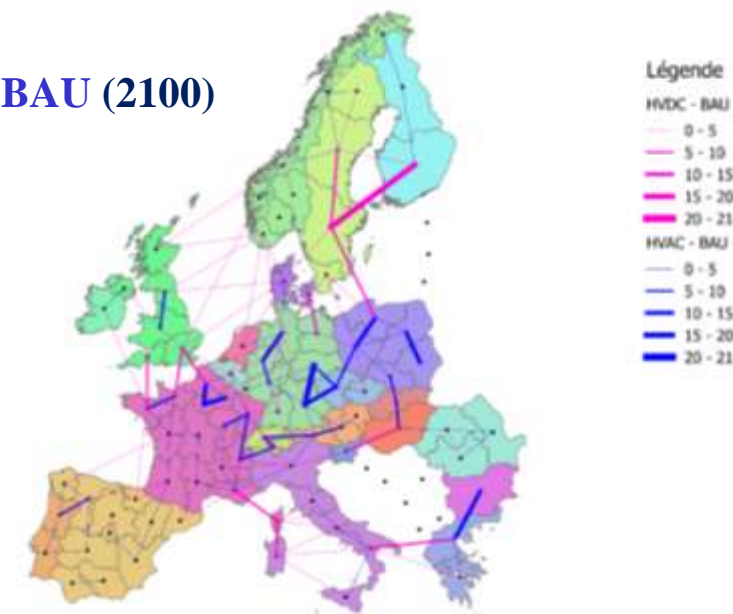 BAU (2100)
Légende
HVDC - BAU
0 - 5
5 - 10
10 - 15
15 - 20
20 - 21
HVAC - BAU
0 - 5
5 - 10
10 - 15
15 - 20
20 - 21